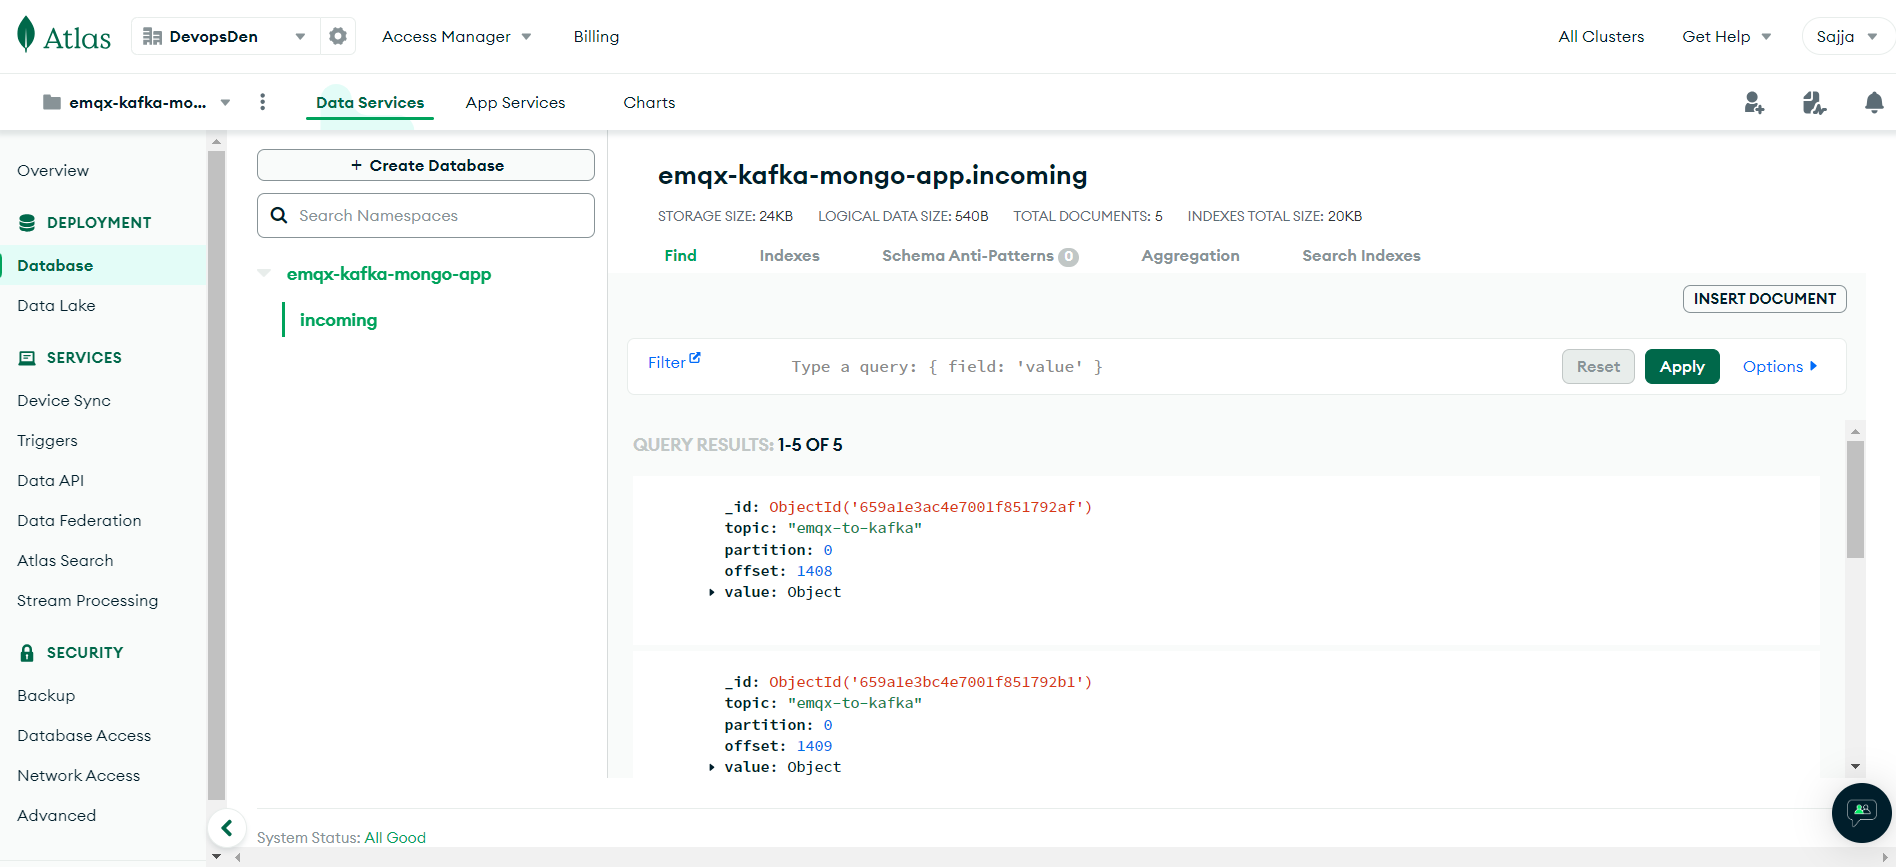 Atlas
DevopsDen
Access Manager
Billing
All Clusters
Get Help
Sajja
emqx-kafka-mo...
Data Services
App Services
Charts
Overview
DEPLOYMENT
Database
Data Lake
SERVICES
Device Sync
Triggers
Data API
Data Federation
Atlas Search
Stream Processing
SECURITY
Backup
Database Access
Network Access
Advanced
+ Create Database
Search Namespaces
emqx-kafka-mongo-app
incoming
emqx-kafka-mongo-app.incoming
STORAGE SIZE: 24KB LOGICAL DATA SIZE: 540B TOTAL DOCUMENTS: 5 INDEXES TOTAL SIZE: 20KB
Find Indexes Schema Anti-Patterns 0 Aggregation Search Indexes
INSERT DOCUMENT
Filter Type a query: { field: 'value' } Reset Apply Options
QUERY RESULTS: 1-5 OF 5
_id: ObjectId('659a1e3ac4e7001f851792af')
topic: "emqx-to-kafka"
partition: 0
offset: 1408
value: Object
_id: ObjectId('659a1e3bc4e7001f851792b1')
topic: "emqx-to-kafka"
partition: 0
offset: 1409
value: Object
System Status: All Good